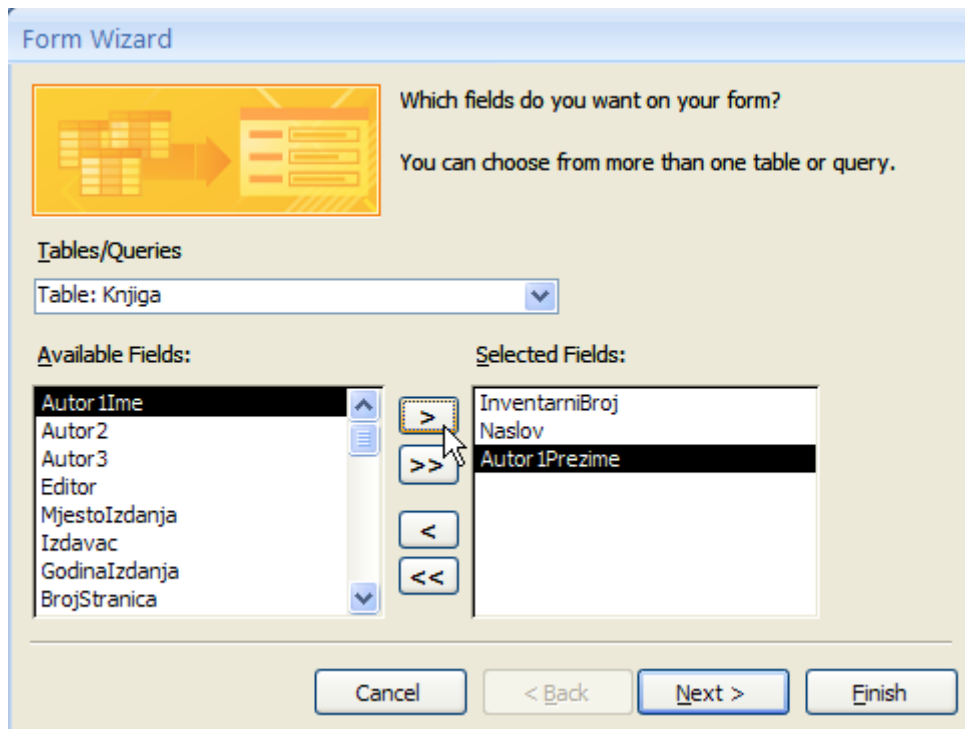 Form Wizard
Which fields do you want on your form?
You can choose from more than one table or query.
Tables/Queries
Table: Knjiga
Available Fields:
Selected Fields:
Autor1Ime
Autor2
Autor3
Editor
MjestoIzdanja
Izdavac
GodinaIzdanja
BrojStranica
>
>>
<
<<
InventarniBroj
Naslov
Autor1Prezime
Cancel
< Back
Next >
Finish